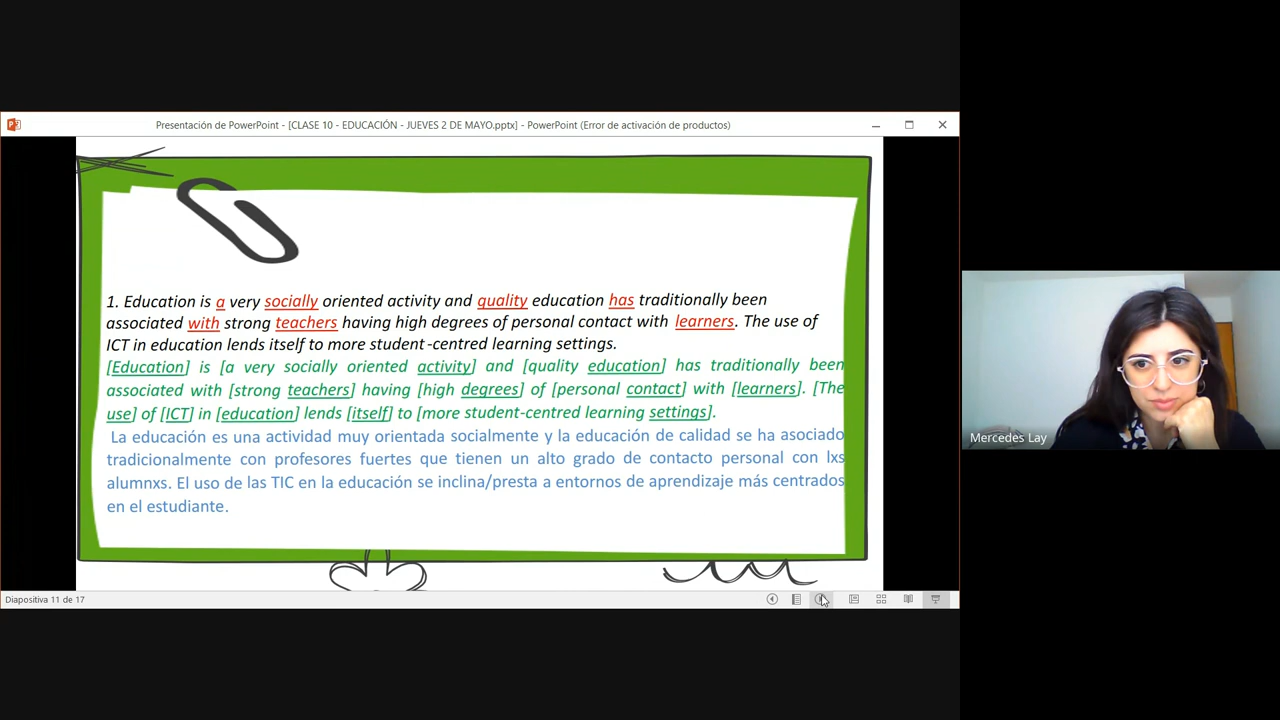 Presentación de PowerPoint - [CLASE 10 - EDUCACIÓN - JUEVES 2 DE MAYO.pptx] - PowerPoint (Error de activación de productos)
1. Education is a very socially oriented activity and quality education has traditionally been
associated with strong teachers having high degrees of personal contact with learners. The use of
ICT in education lends itself to more student-centred learning settings.
[Education] is [a very socially oriented activity] and [quality education] has traditionally been
associated with [strong teachers] having [high degrees] of [personal contact] with [learners]. [The
use] of [ICT] in [education] lends [itself] to [more student-centred learning settings].
La educación es una actividad muy orientada socialmente y la educación de calidad se ha asociado
tradicionalmente con profesores fuertes que tienen un alto grado de contacto personal con lxs
alumnxs. El uso de las TIC en la educación se inclina/presta a entornos de aprendizaje más centrados
en el estudiante.
Mercedes Lay
Diapositiva 11 de 17